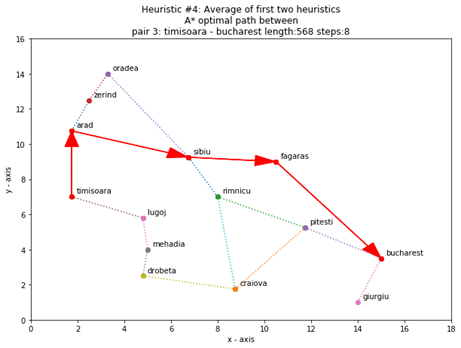 Heuristic #4: Average of first two heuristics
A* optimal path between
pair 3: timisoara - bucharest length:568 steps:8
16
14
12
10
8
6
4
2
0
y - axis
oradea
zerind
arad
sibiu
fagaras
timisoara
rimnicu
lugoj
pitesti
mehadia
bucharest
drobeta
craiova
giurgiu
0 2 4 6 8 10 12 14 16 18
x - axis